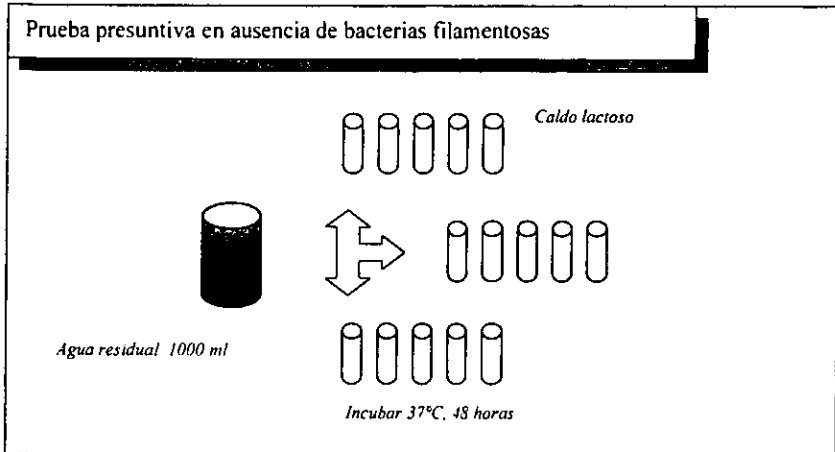 Prueba presuntiva en ausencia de bacterias filamentosas
Caldo lactoso
Agua residual 1000 ml
Incubar 37°C, 48 horas